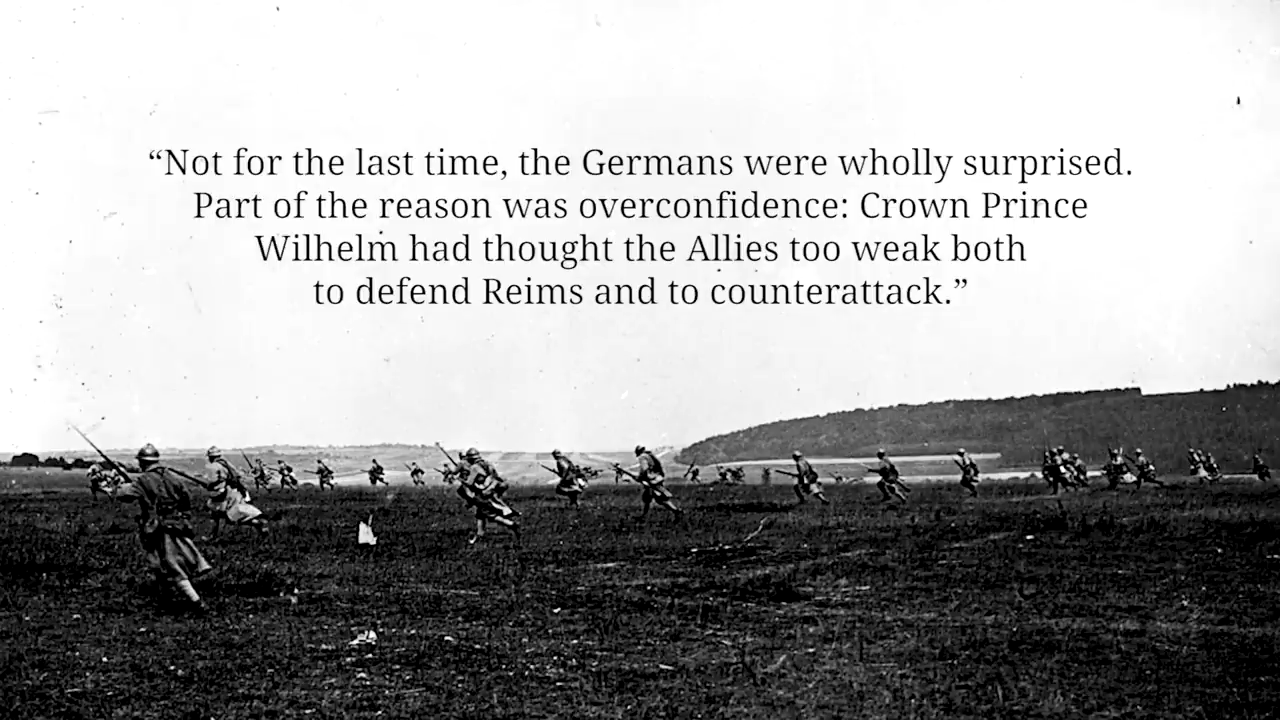 “Not for the last time, the Germans were wholly surprised.
Part of the reason was overconfidence: Crown Prince
Wilhelm had thought the Allies too weak both
to defend Reims and to counterattack.”